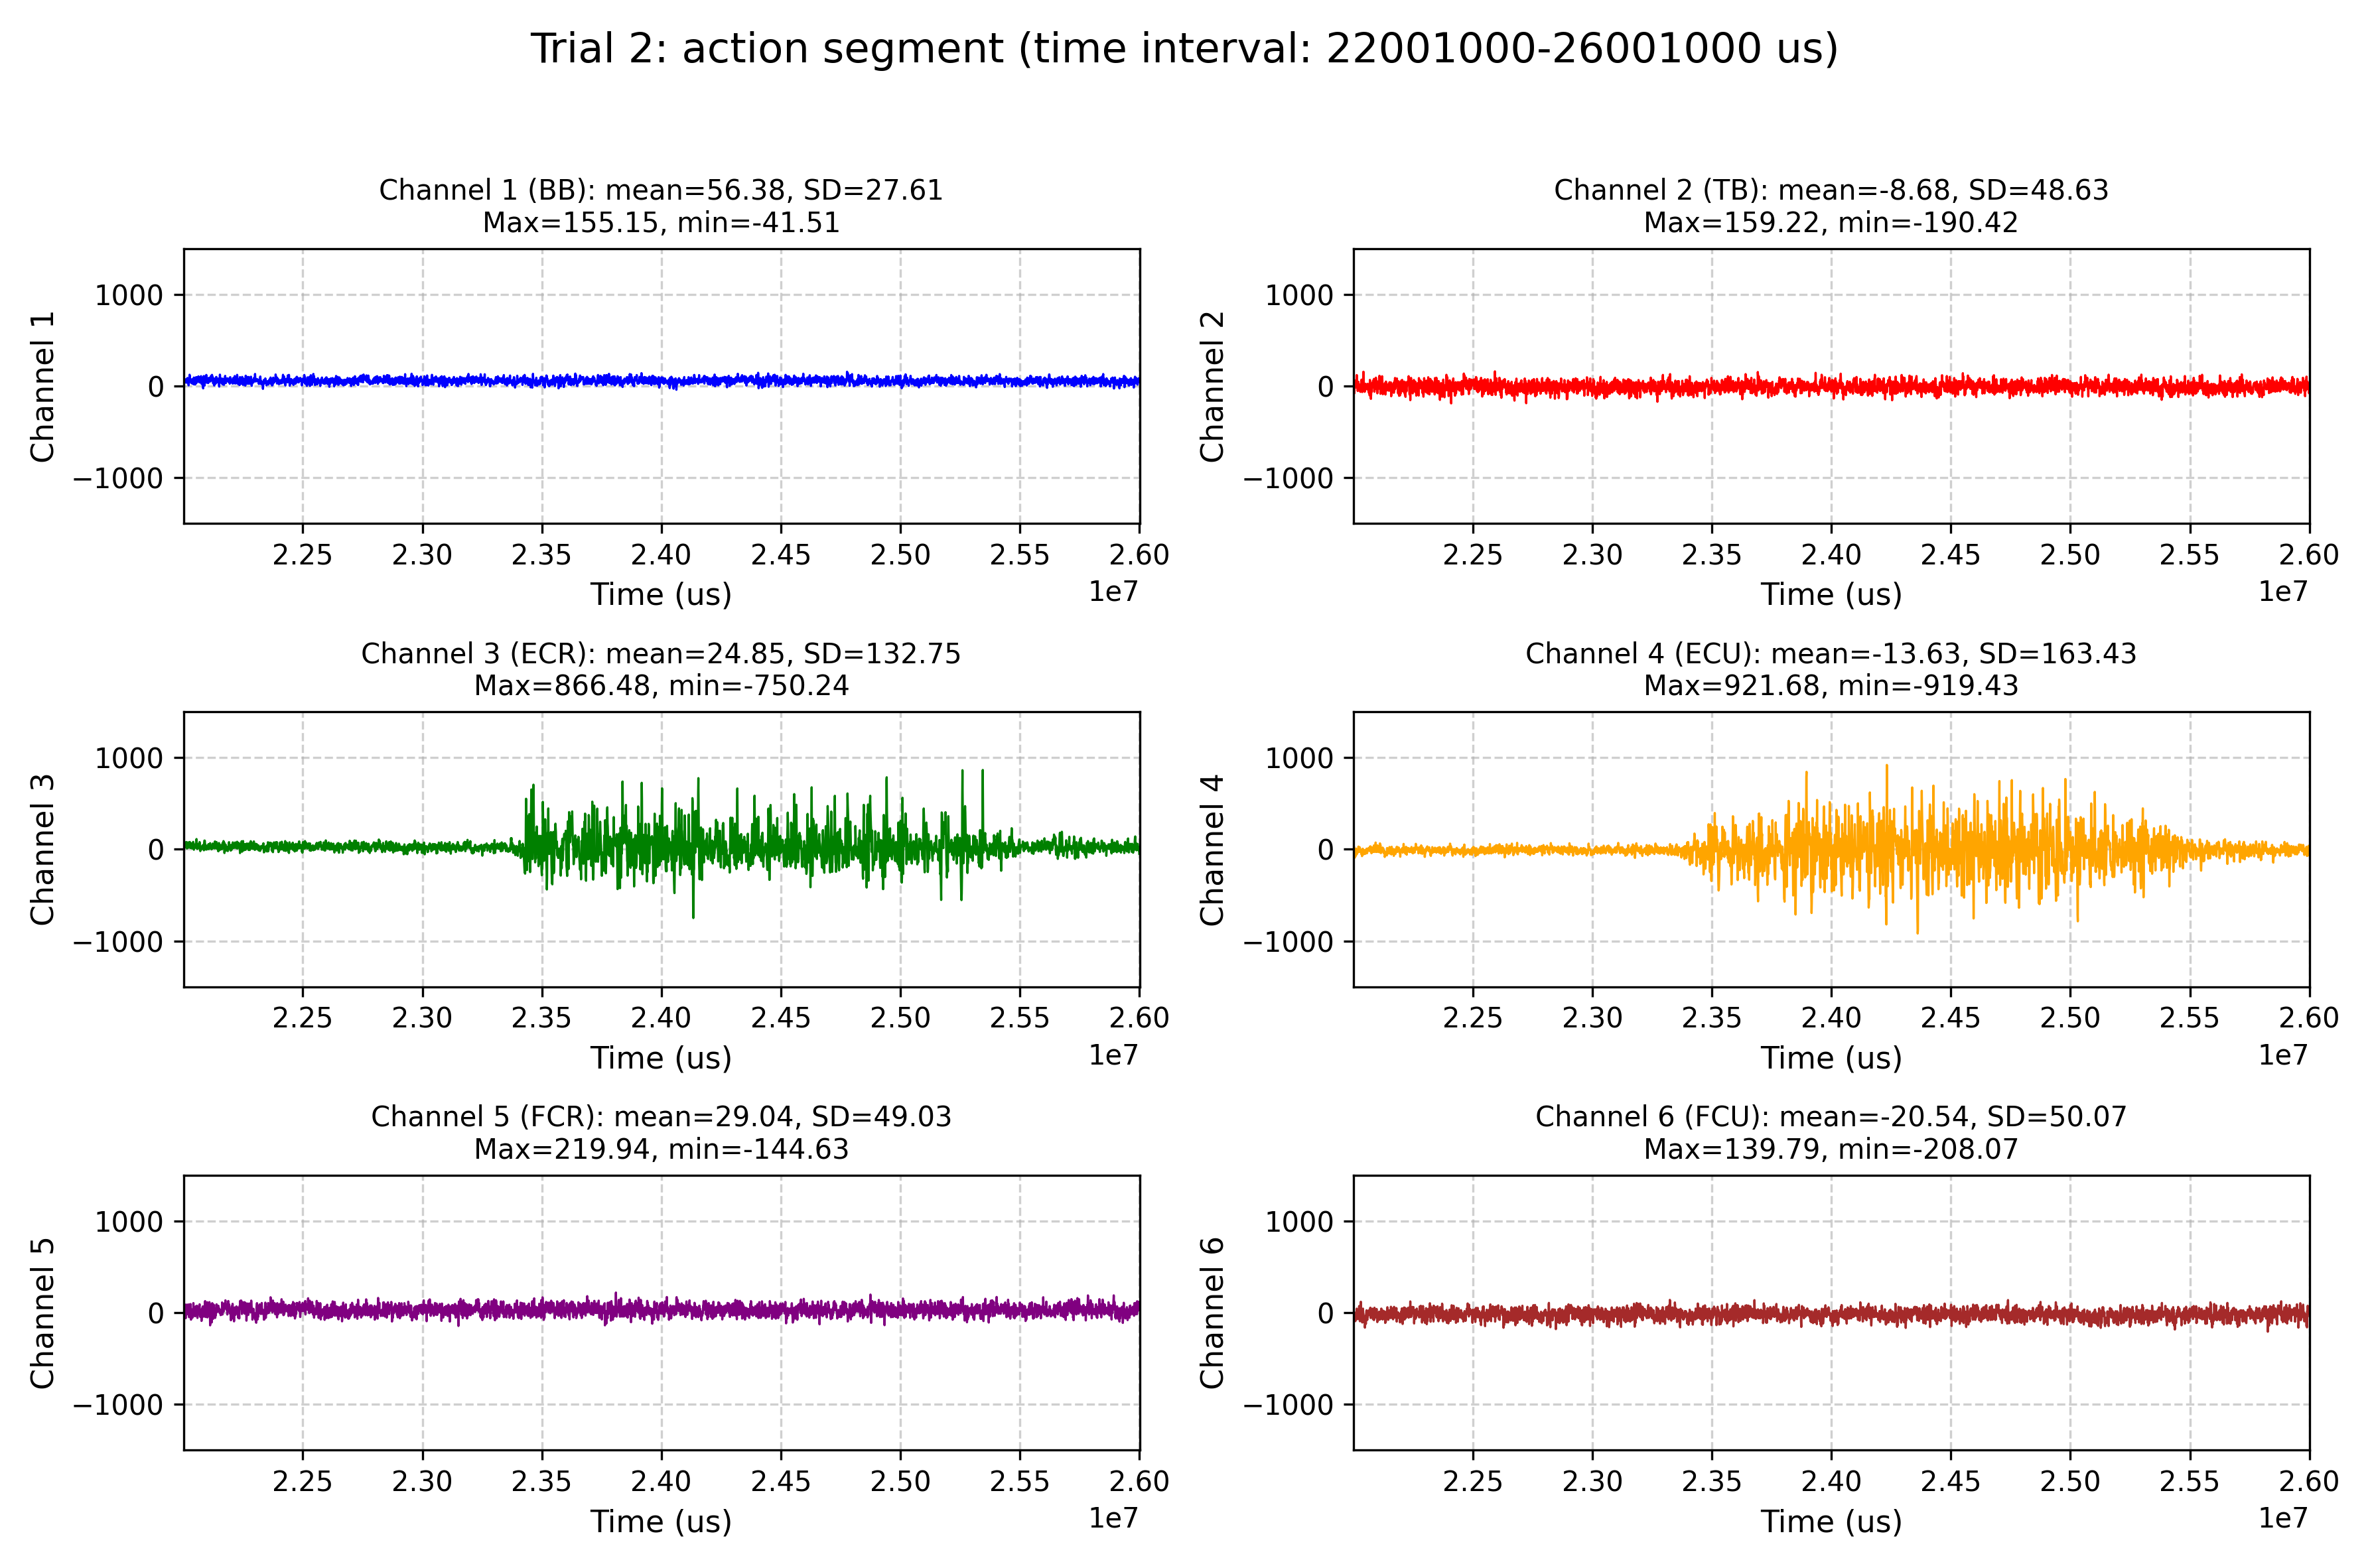 Trial 2: action segment (time interval: 22001000-26001000 us)
Channel 1 (BB): mean=56.38, SD=27.61
Max=155.15, min=-41.51
Channel 1
1000
0
−1000
2.25 2.30 2.35 2.40 2.45 2.50 2.55 2.60
Time (us)
1e7
Channel 2 (TB): mean=-8.68, SD=48.63
Max=159.22, min=-190.42
Channel 2
1000
0
−1000
2.25 2.30 2.35 2.40 2.45 2.50 2.55 2.60
Time (us)
1e7
Channel 3 (ECR): mean=24.85, SD=132.75
Max=866.48, min=-750.24
Channel 3
1000
0
−1000
2.25 2.30 2.35 2.40 2.45 2.50 2.55 2.60
Time (us)
1e7
Channel 4 (ECU): mean=-13.63, SD=163.43
Max=921.68, min=-919.43
Channel 4
1000
0
−1000
2.25 2.30 2.35 2.40 2.45 2.50 2.55 2.60
Time (us)
1e7
Channel 5 (FCR): mean=29.04, SD=49.03
Max=219.94, min=-144.63
Channel 5
1000
0
−1000
2.25 2.30 2.35 2.40 2.45 2.50 2.55 2.60
Time (us)
1e7
Channel 6 (FCU): mean=-20.54, SD=50.07
Max=139.79, min=-208.07
Channel 6
1000
0
−1000
2.25 2.30 2.35 2.40 2.45 2.50 2.55 2.60
Time (us)
1e7